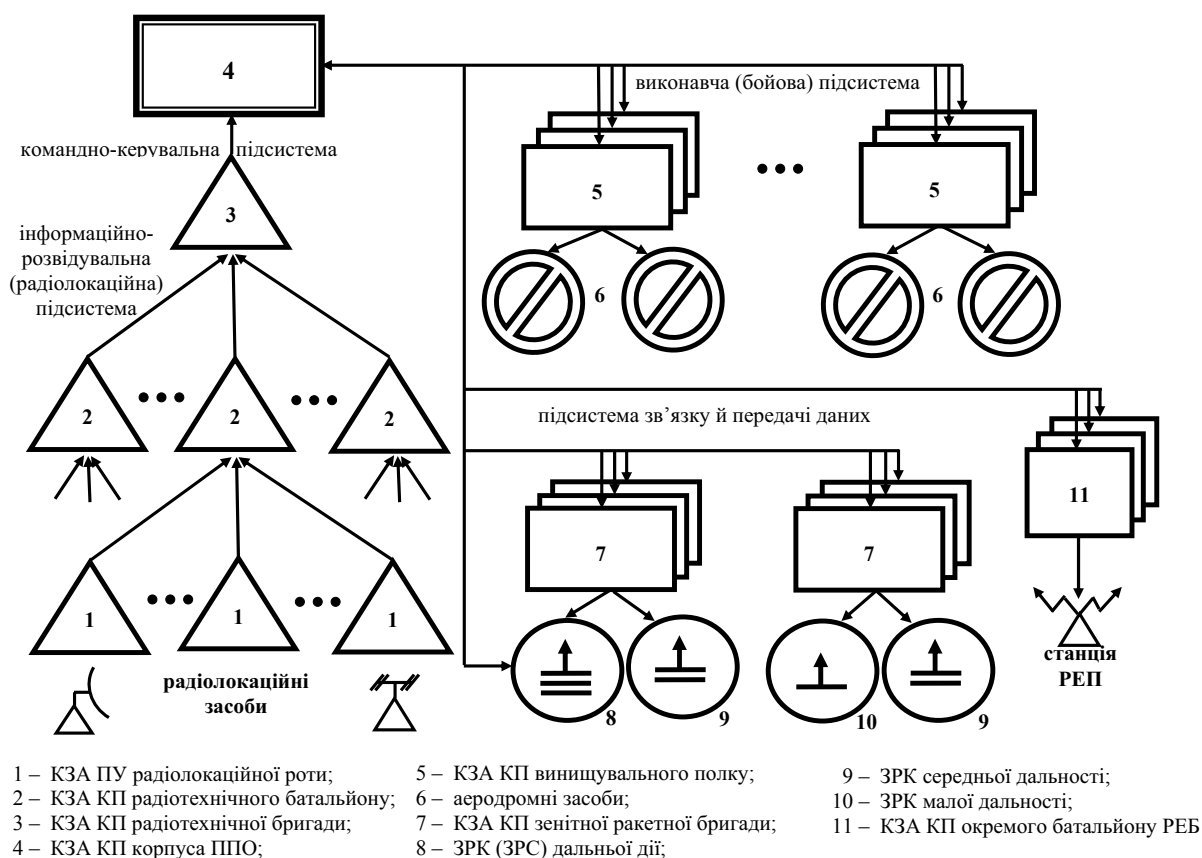 4
виконавча (бойова) підсистема
командно-керувальна підсистема
3
5
5
інформаційно-
розвідувальна
(радіолокаційна)
підсистема
6
6
2
2
2
підсистема зв’язку й передачі даних
11
7
7
1
1
1
станція
РЕП
радіолокаційні
засоби
8
9
10
9
1 – КЗА ПУ радіолокаційної роти;
2 – КЗА КП радіотехнічного батальйону;
3 – КЗА КП радіотехнічної бригади;
4 – КЗА КП корпуса ППО;
5 – КЗА КП винищувального полку;
6 – аеродромні засоби;
7 – КЗА КП зенітної ракетної бригади;
8 – ЗРК (ЗРС) дальньої дії;
9 – ЗРК середньої дальності;
10 – ЗРК малої дальності;
11 – КЗА КП окремого батальйону РЕБ